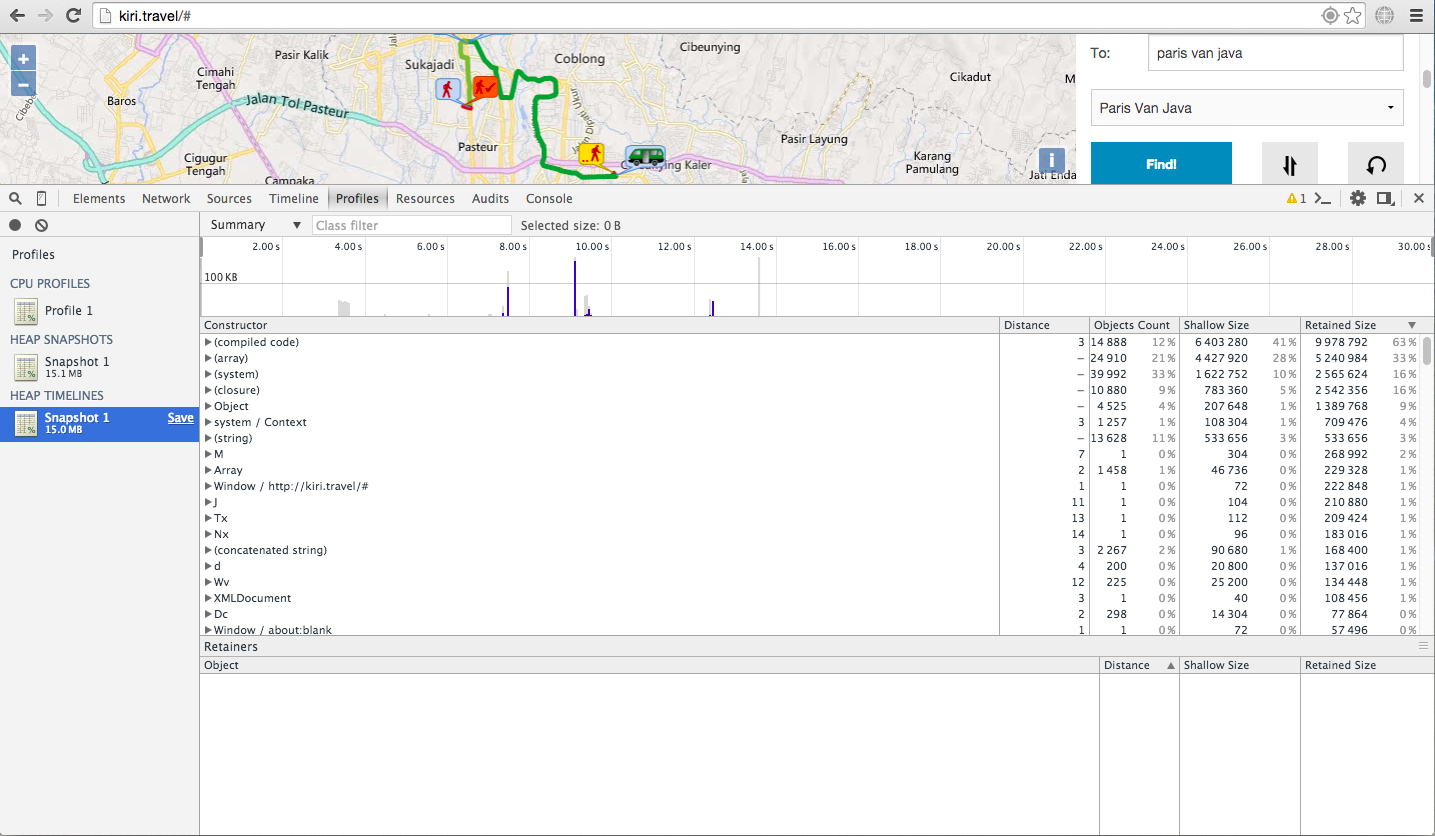 kiri.travel/#
Cibeunying
Pasir Kalik
Sukajadi
Coblong
Cimahi
Tengah
Cikadut
M
Baros
Jalan Tol Pasteur
Pasir Layung
Pasteur
Cigugur
Tengah
Karang
Pamulang
Campaka
Jati Enda
To:
paris van java
Paris Van Java
Find!
Elements Network Sources Timeline Profiles Resources Audits Console
1
Summary Class filter Selected size: 0 B
Profiles
CPU PROFILES
Profile 1
HEAP SNAPSHOTS
Snapshot 1
15.1 MB
HEAP TIMELINES
Snapshot 1 Save
15.0 MB
2.00 s 4.00 s 6.00 s 8.00 s 10.00 s 12.00 s 14.00 s 16.00 s 18.00 s 20.00 s 22.00 s 24.00 s 26.00 s 28.00 s 30.00 s
100 KB
Constructor Distance Objects Count Shallow Size Retained Size
(compiled code) 3 14 888 12% 6 403 280 41% 9 978 792 63%
(array) – 24 910 21% 4 427 920 28% 5 240 984 33%
(system) – 39 992 33% 1 622 752 10% 2 565 624 16%
(closure) – 10 880 9% 783 360 5% 2 542 356 16%
Object – 4 525 4% 207 648 1% 1 389 768 9%
system / Context 3 1 257 1% 108 304 1% 709 476 4%
(string) – 13 628 11% 533 656 3% 533 656 3%
M 7 1 0% 304 0% 268 992 2%
Array 2 1 458 1% 46 736 0% 229 328 1%
Window / http://kiri.travel/# 1 1 0% 72 0% 222 848 1%
J 11 1 0% 104 0% 210 880 1%
Tx 13 1 0% 112 0% 209 424 1%
Nx 14 1 0% 96 0% 183 016 1%
(concatenated string) 3 2 267 2% 90 680 1% 168 400 1%
d 4 200 0% 20 800 0% 137 016 1%
Wv 12 225 0% 25 200 0% 134 448 1%
XMLDocument 3 1 0% 40 0% 108 456 1%
Dc 2 298 0% 14 304 0% 77 864 0%
Window / about:blank 1 1 0% 72 0% 57 496 0%
Retainers
Object Distance Shallow Size Retained Size